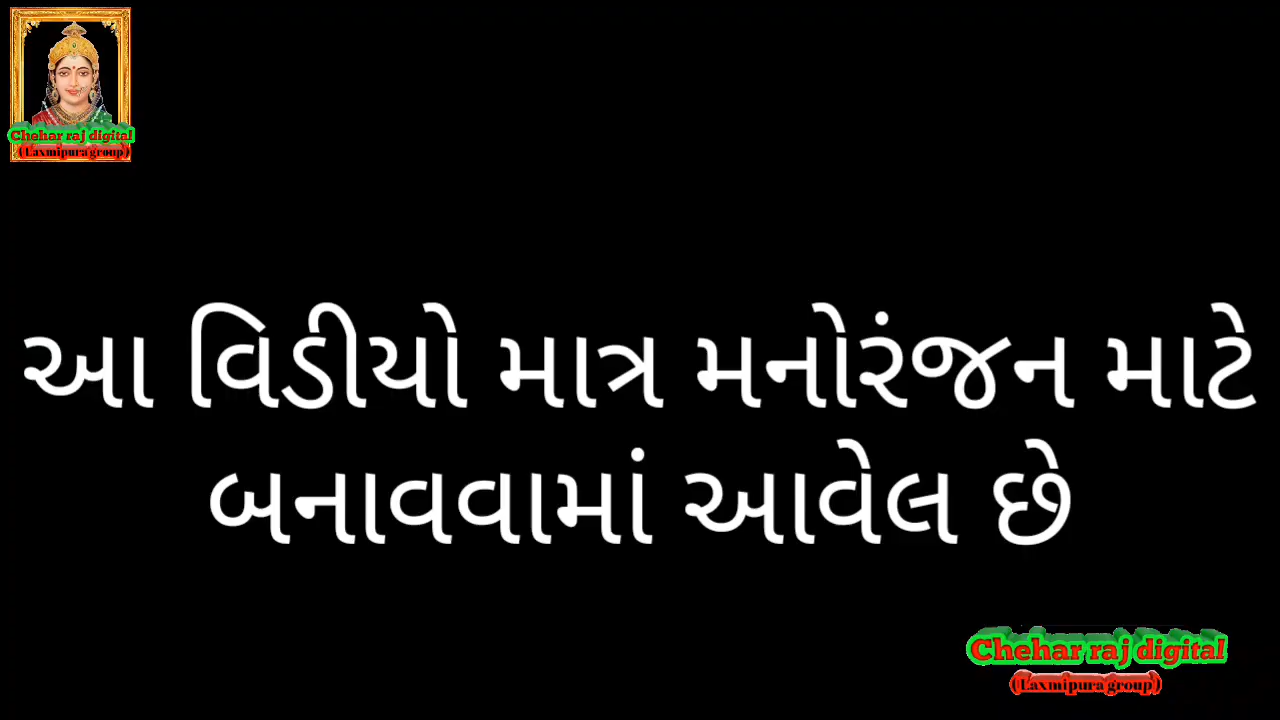 Chehar raj digital
(Laxmipura group)
આ વિડીયો માત્ર મનોરંજન માટે
બનાવવામાં આવેલ છે
Chehar raj digital
(Laxmipura group)